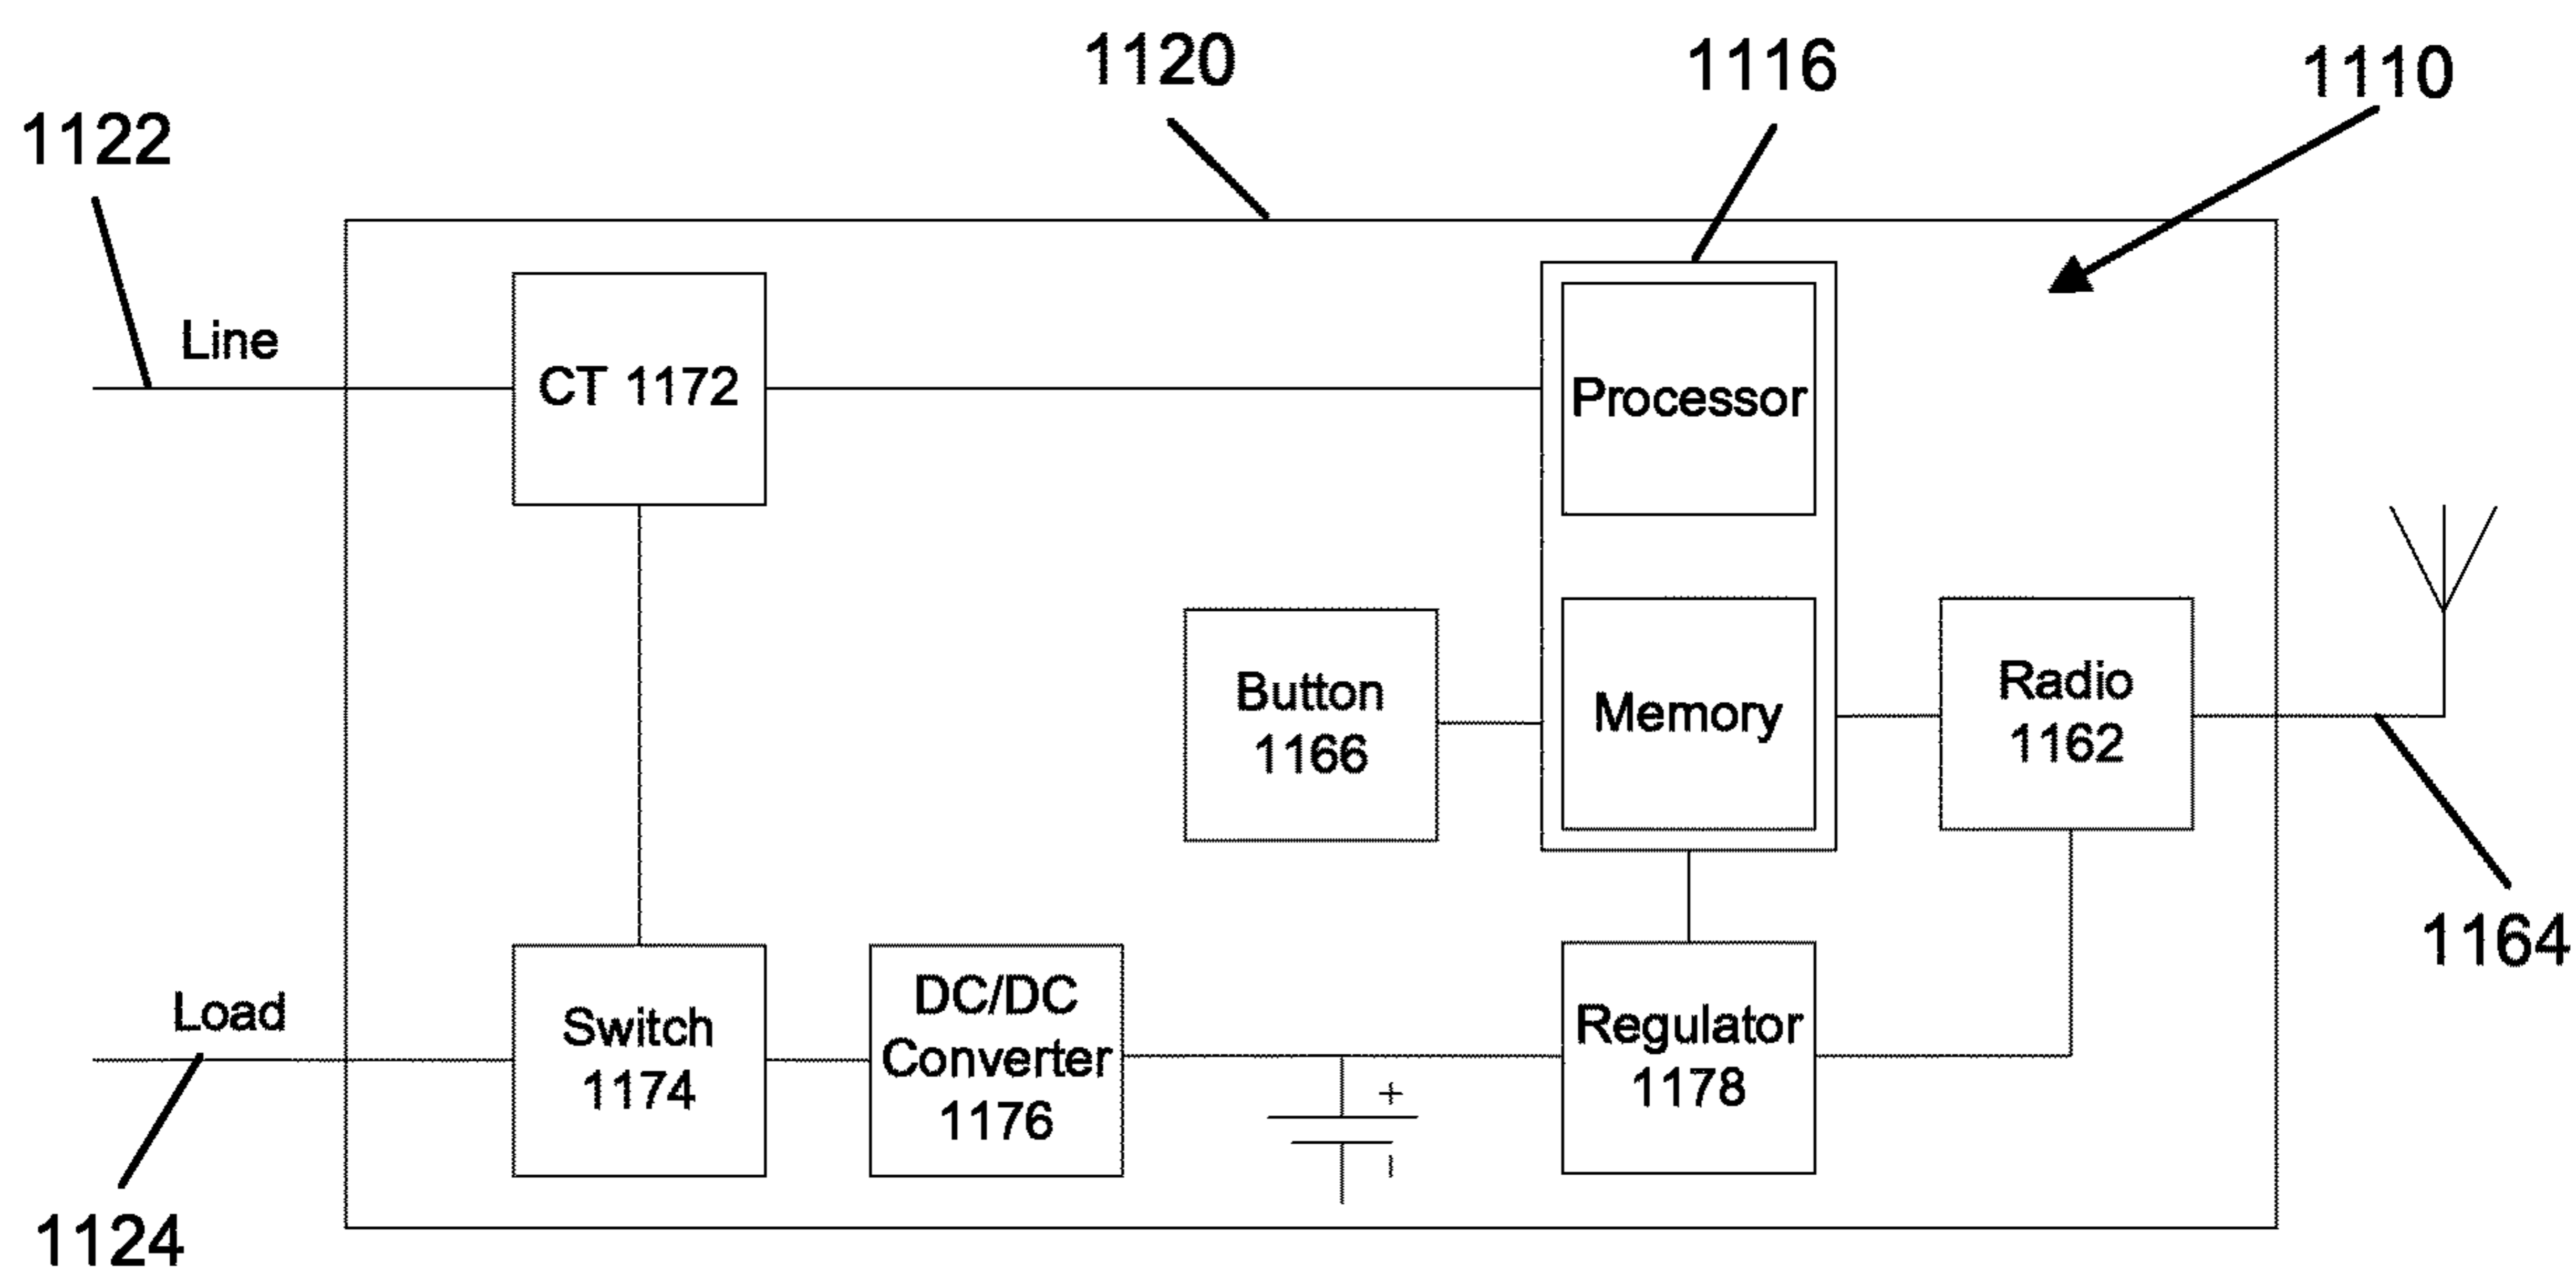 1120
1116
1110
1122
Line
CT 1172
Processor
Button
1166
Memory
Radio
1162
1164
Load
Switch
1174
DC/DC
Converter
1176
+
-
Regulator
1178
1124